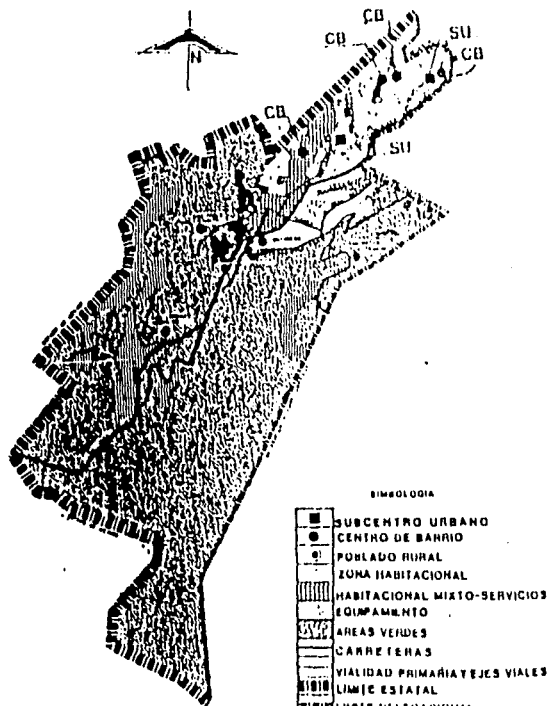 CB
CB
SU
CB
CB
SU
N
SIMBOLOGIA
SUBCENTRO URBANO
CENTRO DE BARRIO
POBLADO RURAL
ZONA HABITACIONAL
HABITACIONAL MIXTO-SERVICIOS
EQUIPAMIENTO
AREAS VERDES
CARRETERAS
VIALIDAD PRIMARIA Y EJES VIALES
LIMITE ESTATAL